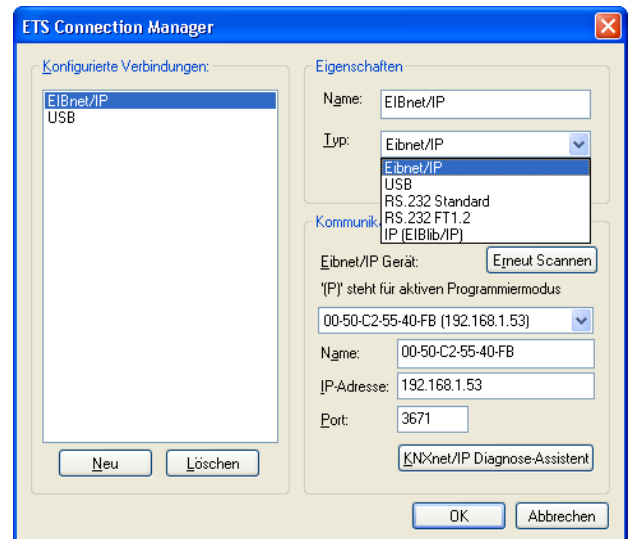 ETS Connection Manager
Konfigurierte Verbindungen:
EIBnet/IP
USB
Neu
Löschen
Eigenschaften
Name:
EIBnet/IP
Typ:
Eibnet/IP
Eibnet/IP
USB
RS.232 Standard
RS.232 FT1.2
IP (EIBlib/IP)
Kommunik
Eibnet/IP Gerät:
Erneut Scannen
'(P)' steht für aktiven Programmiermodus
00-50-C2-55-40-FB (192.168.1.53)
Name:
00-50-C2-55-40-FB
IP-Adresse:
192.168.1.53
Port:
3671
KNXnet/IP Diagnose-Assistent
OK
Abbrechen